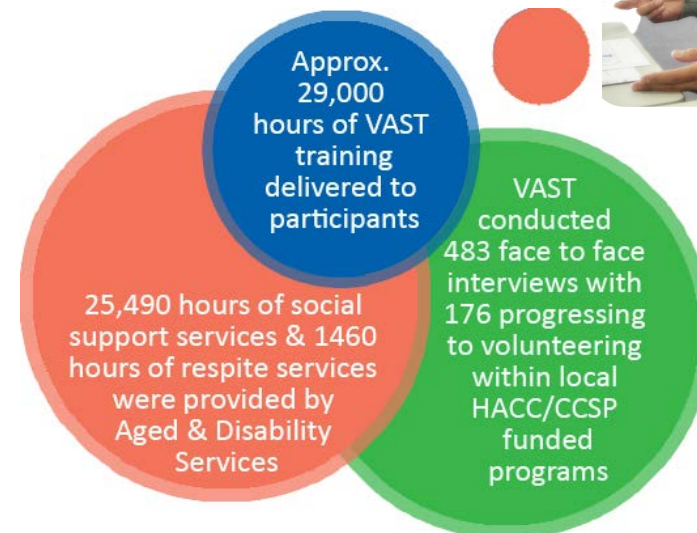 Approx.
29,000
hours of VAST
training
delivered to
participants
25,490 hours of social
support services & 1460
hours of respite services
were provided by
Aged & Disability
Services
VAST
conducted
483 face to face
interviews with
176 progressing
to volunteering
within local
HACC/CCSP
funded
programs